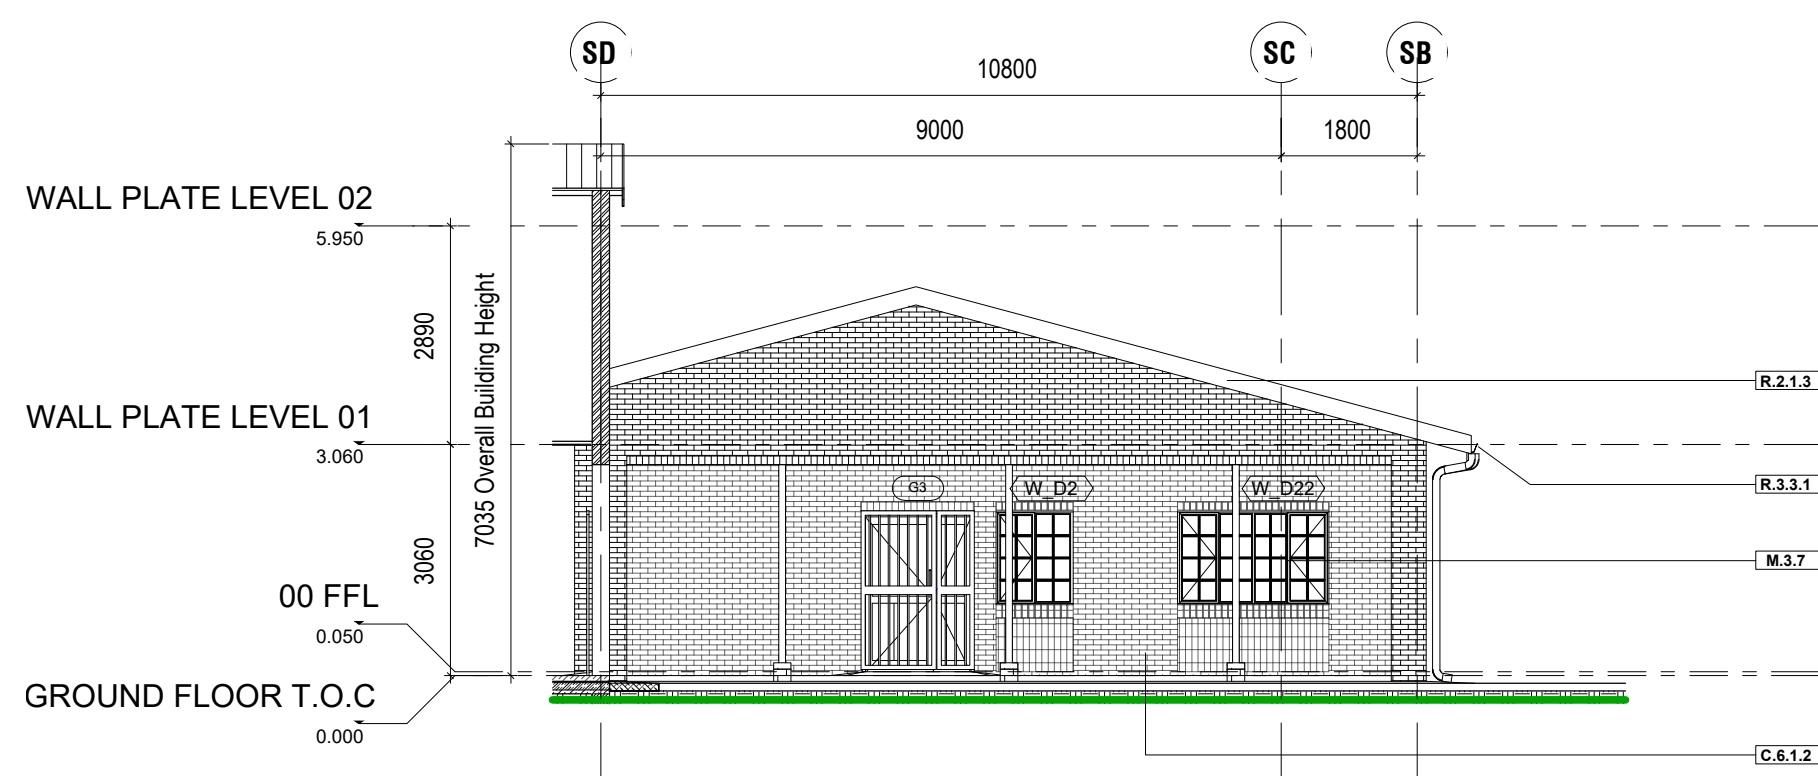 SD
SC
SB
10800
9000
1800
WALL PLATE LEVEL 02
5.950
2890
7035 Overall Building Height
R.2.1.3
WALL PLATE LEVEL 01
3.060
G3
W_D2
W_D22
R.3.3.1
3060
M.3.7
00 FFL
0.050
GROUND FLOOR T.O.C
0.000
C.6.1.2